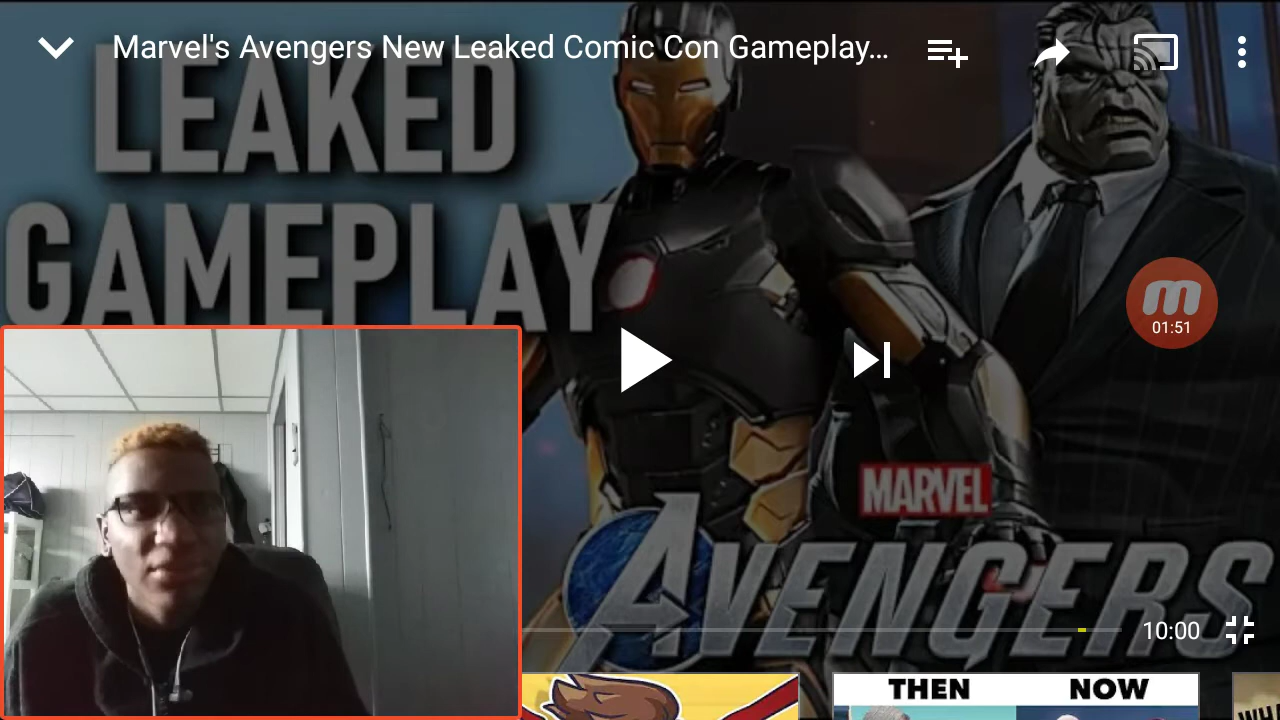 Marvel's Avengers New Leaked Comic Con Gameplay...
LEAKED
GAMEPLAY
01:51
MARVEL
AVENGERS
10:00
THEN
NOW